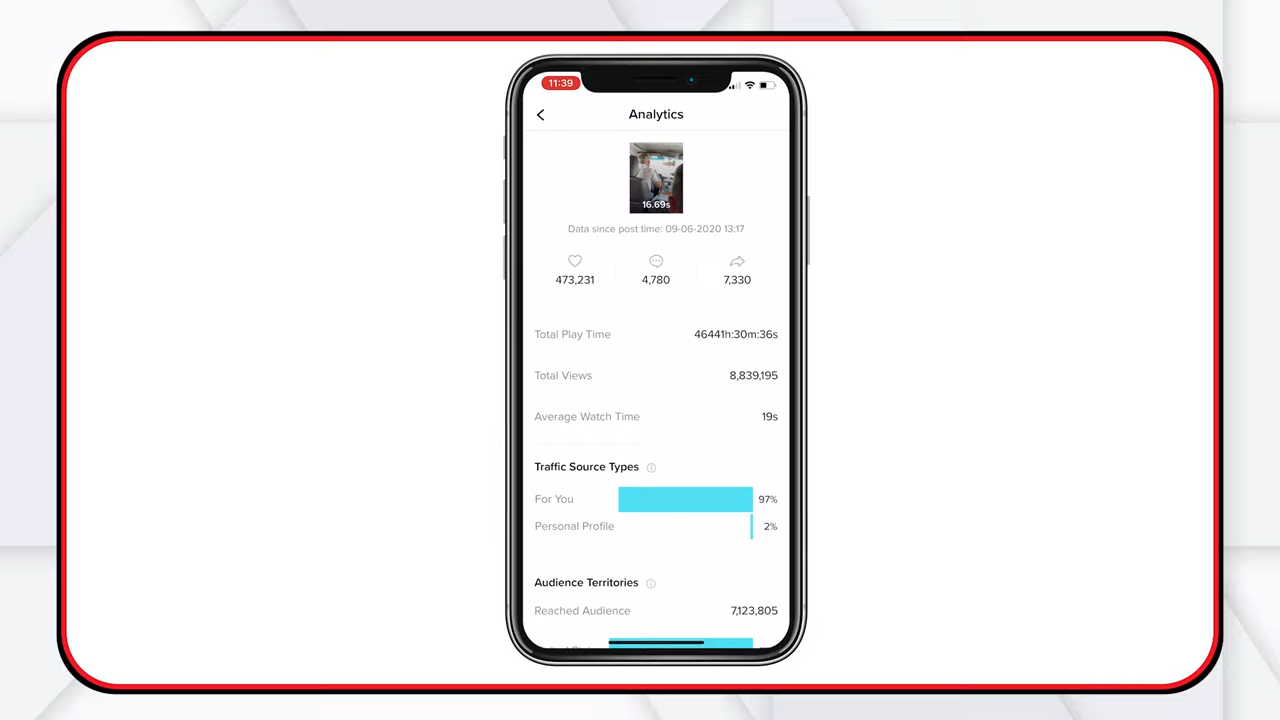 11:39
Analytics
16.69s
Data since post time: 09-06-2020 13:17
473,231 4,780 7,330
Total Play Time 46441h:30m:36s
Total Views 8,839,195
Average Watch Time 19s
Traffic Source Types
For You 97%
Personal Profile 2%
Audience Territories
Reached Audience 7,123,805